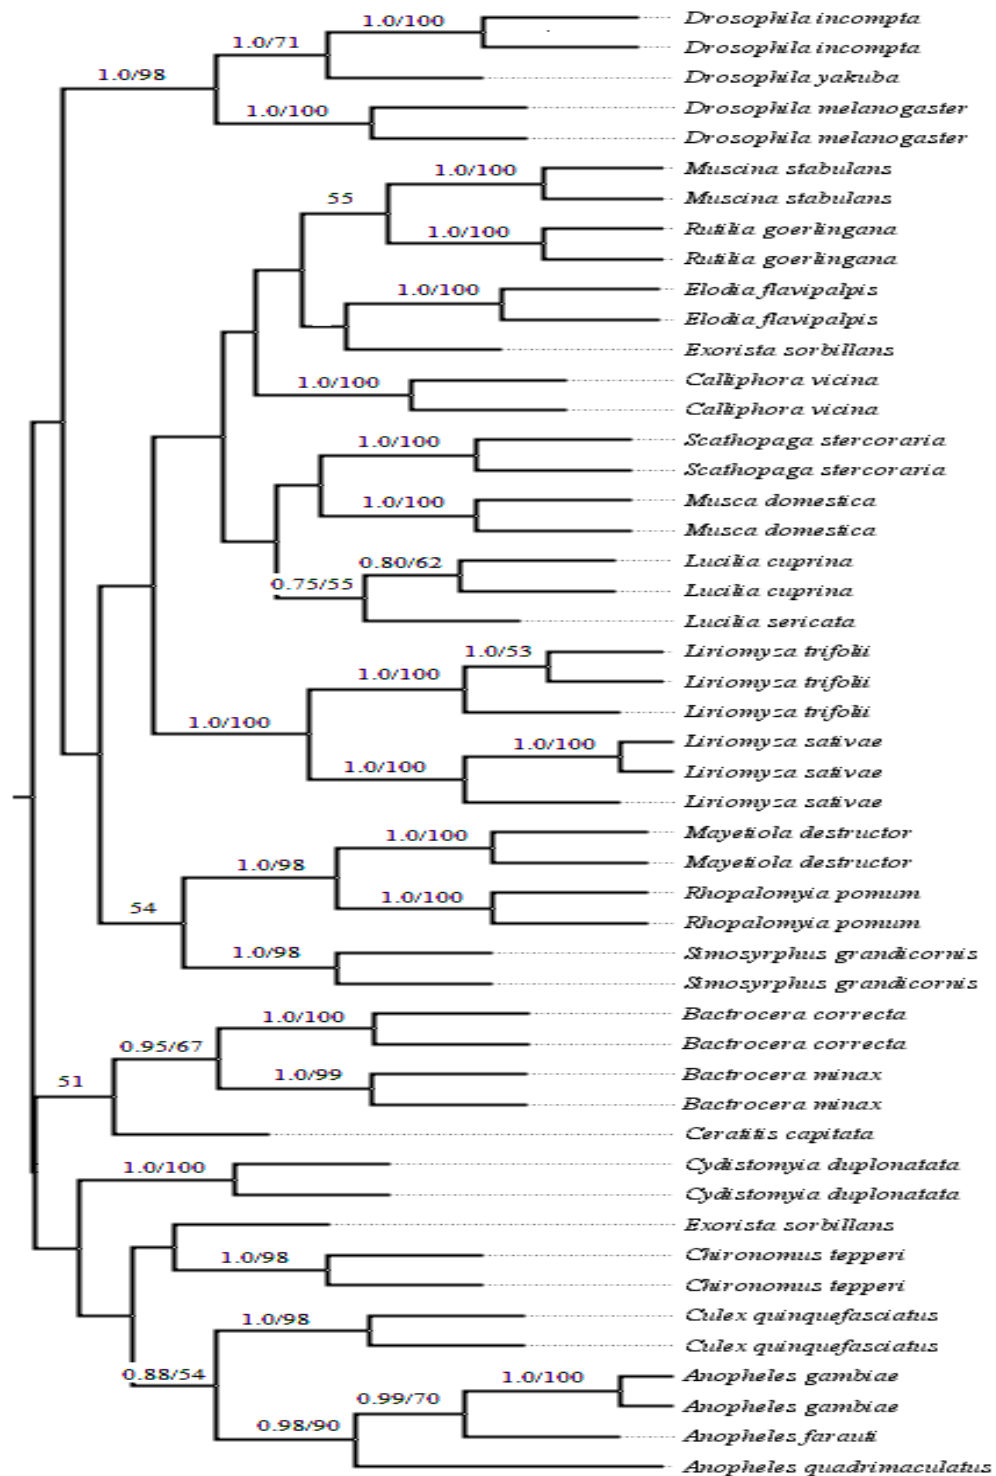 1.0/100
Drosophila incompta
1.0/71
Drosophila incompta
1.0/98
Drosophila yakuba
1.0/100
Drosophila melanogaster
Drosophila melanogaster
1.0/100
Muscina stabulans
55
Muscina stabulans
1.0/100
Rutilia goerlingana
Rutilia goerlingana
1.0/100
Elodia flavipalpis
Elodia flavipalpis
Exorista sorbillans
1.0/100
Calliphora vicina
Calliphora vicina
1.0/100
Scathopaga stercoraria
Scathopaga stercoraria
1.0/100
Musca domestica
Musca domestica
0.80/62
Lucilia cuprina
0.75/55
Lucilia cuprina
Lucilia sericata
1.0/53
Liriomyza trifolii
1.0/100
Liriomyza trifolii
1.0/100
Liriomyza trifolii
1.0/100
Liriomyza sativae
1.0/100
Liriomyza sativae
Liriomyza sativae
1.0/100
Mayetiola destructor
1.0/98
Mayetiola destructor
1.0/100
Rhopalomyia pomum
54
Rhopalomyia pomum
1.0/98
Simosyrphus grandicornis
Simosyrphus grandicornis
1.0/100
Bactrocera correcta
0.95/67
Bactrocera correcta
51
1.0/99
Bactrocera minax
Bactrocera minax
Ceratitis capitata
1.0/100
Cydistomyia duplonatata
Cydistomyia duplonatata
Exorista sorbillans
1.0/98
Chironomus tepperi
Chironomus tepperi
1.0/98
Culex quinquefasciatus
Culex quinquefasciatus
0.88/54
1.0/100
Anopheles gambiae
0.99/70
Anopheles gambiae
0.98/90
Anopheles farauti
Anopheles quadrimaculatus